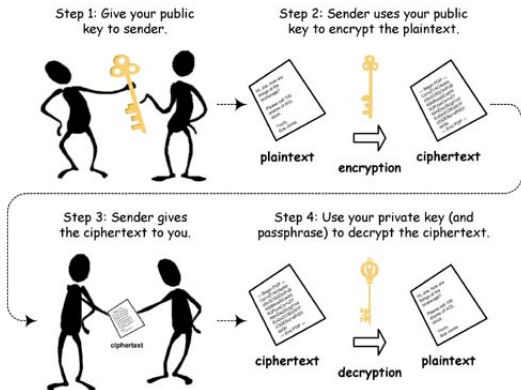 Step 1: Give your public
key to sender.
Step 2: Sender uses your public
key to encrypt the plaintext.
plaintext
encryption
ciphertext
Step 3: Sender gives
the ciphertext to you.
Step 4: Use your private key (and
passphrase) to decrypt the ciphertext.
ciphertext
ciphertext
decryption
plaintext